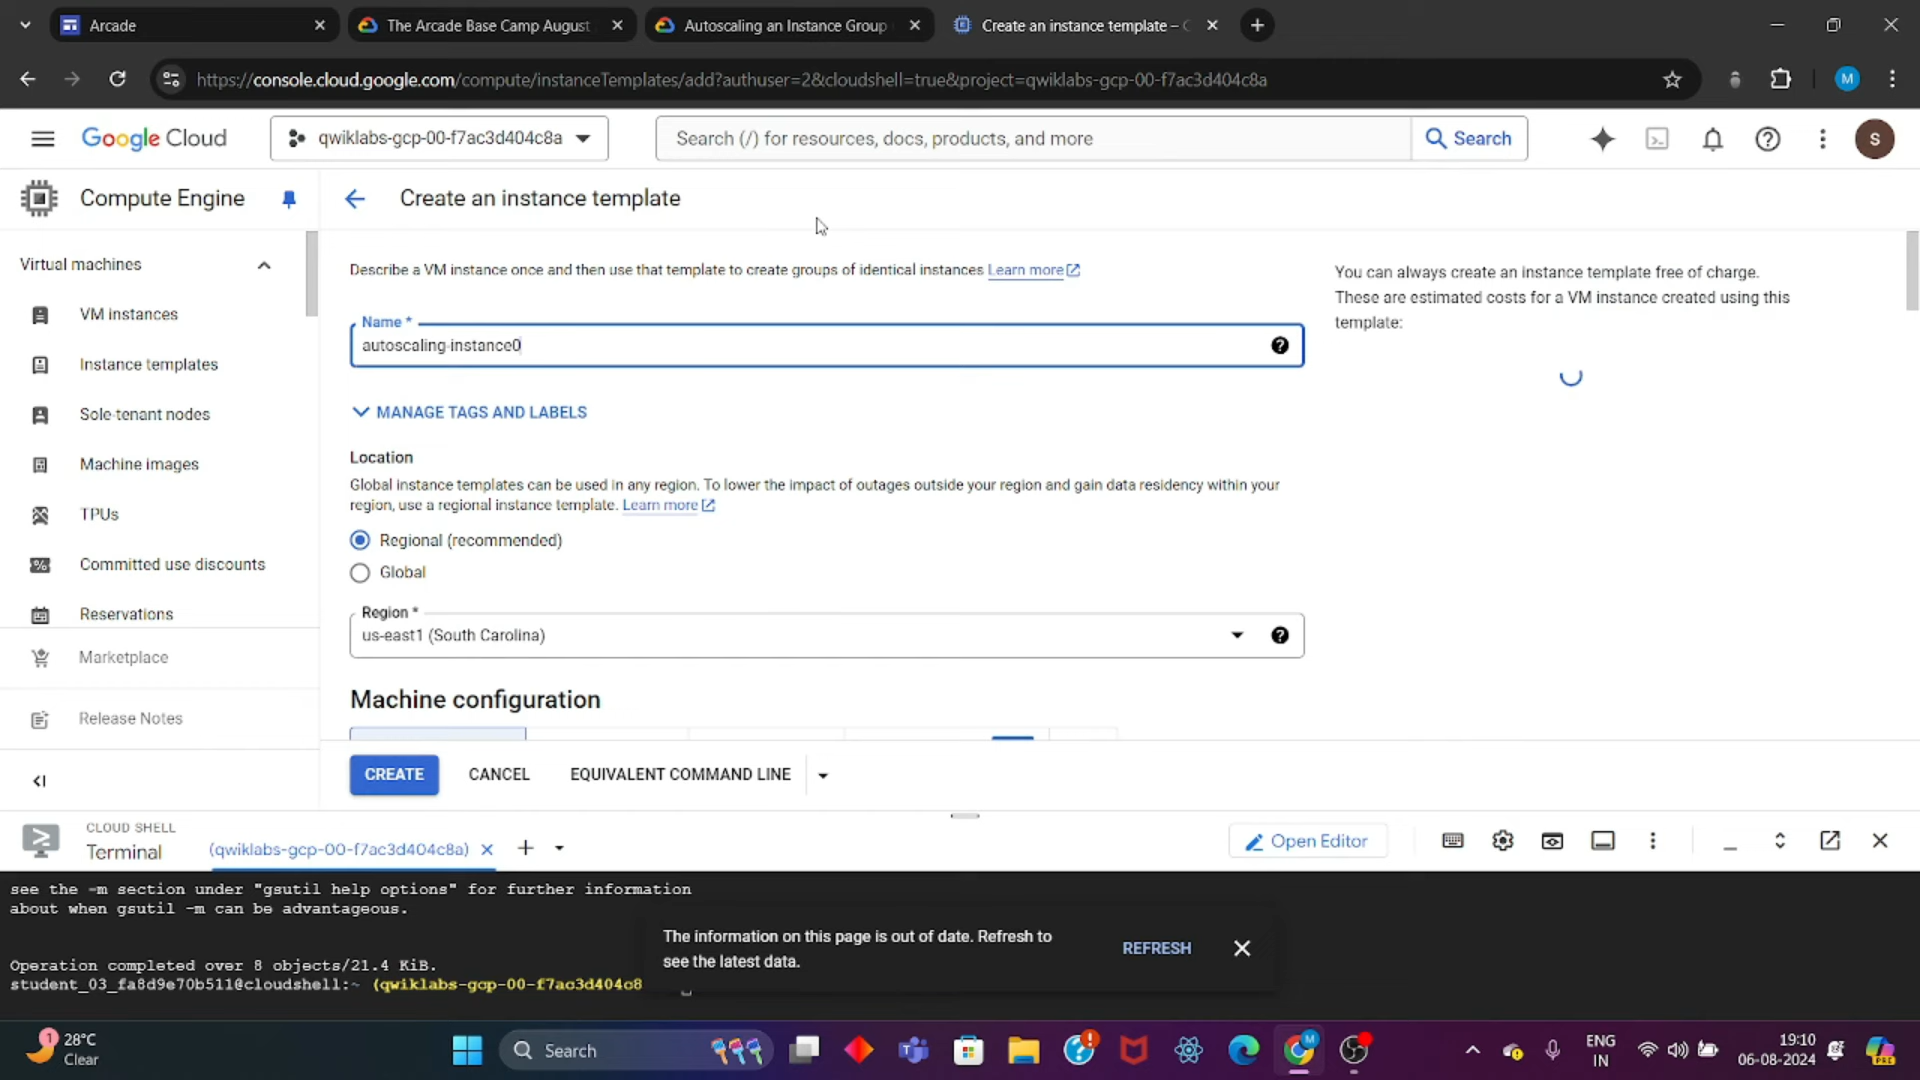 Arcade
The Arcade Base Camp August
Autoscaling an Instance Group
Create an instance template – C
https://console.cloud.google.com/compute/instanceTemplates/add?authuser=2&cloudshell=true&project=qwiklabs-gcp-00-f7ac3d404c8a
M
Google Cloud
qwiklabs-gcp-00-f7ac3d404c8a
Search (/) for resources, docs, products, and more
Search
S
Compute Engine
Create an instance template
Virtual machines
VM instances
Instance templates
Sole-tenant nodes
Machine images
TPUs
Committed use discounts
Reservations
Marketplace
Release Notes
Describe a VM instance once and then use that template to create groups of identical instances Learn more
Name *
autoscaling-instance0
MANAGE TAGS AND LABELS
Location
Global instance templates can be used in any region. To lower the impact of outages outside your region and gain data residency within your
region, use a regional instance template. Learn more
Regional (recommended)
Global
Region *
us-east1 (South Carolina)
Machine configuration
CREATE
CANCEL
EQUIVALENT COMMAND LINE
You can always create an instance template free of charge.
These are estimated costs for a VM instance created using this
template:
CLOUD SHELL
Terminal
(qwiklabs-gcp-00-f7ac3d404c8a)
Open Editor
see the -m section under "gsutil help options" for further information
about when gsutil -m can be advantageous.
Operation completed over 8 objects/21.4 KiB.
student_03_fa8d9e70b511@cloudshell:~ (qwiklabs-gcp-00-f7ac3d404c8
The information on this page is out of date. Refresh to
see the latest data.
REFRESH
1
28°C
Clear
Search
ENG
IN
19:10
06-08-2024